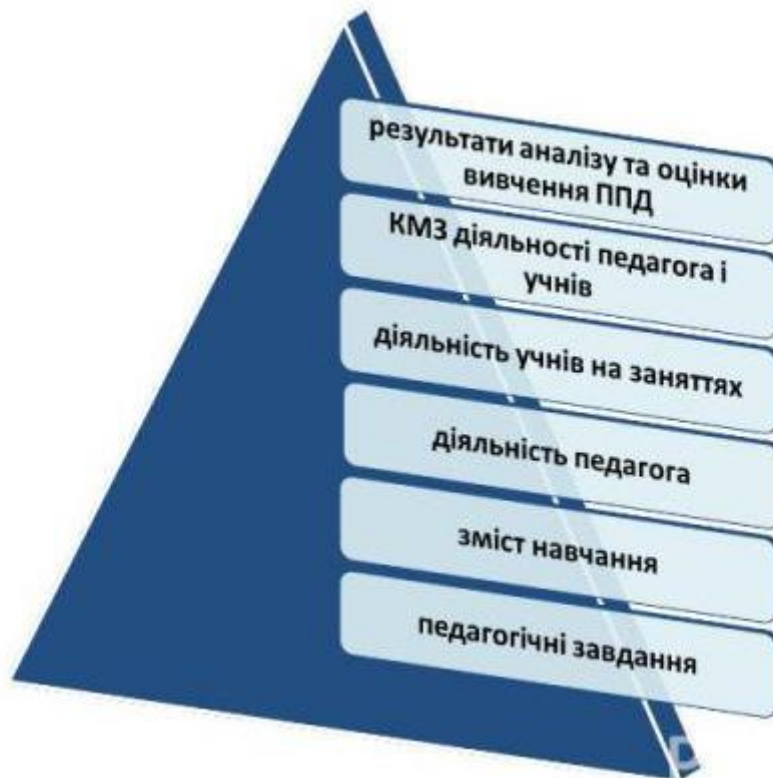 результати аналізу та оцінки
вивчення ППД
КМЗ діяльності педагога і
учнів
діяльність учнів на заняттях
діяльність педагога
зміст навчання
педагогічні завдання